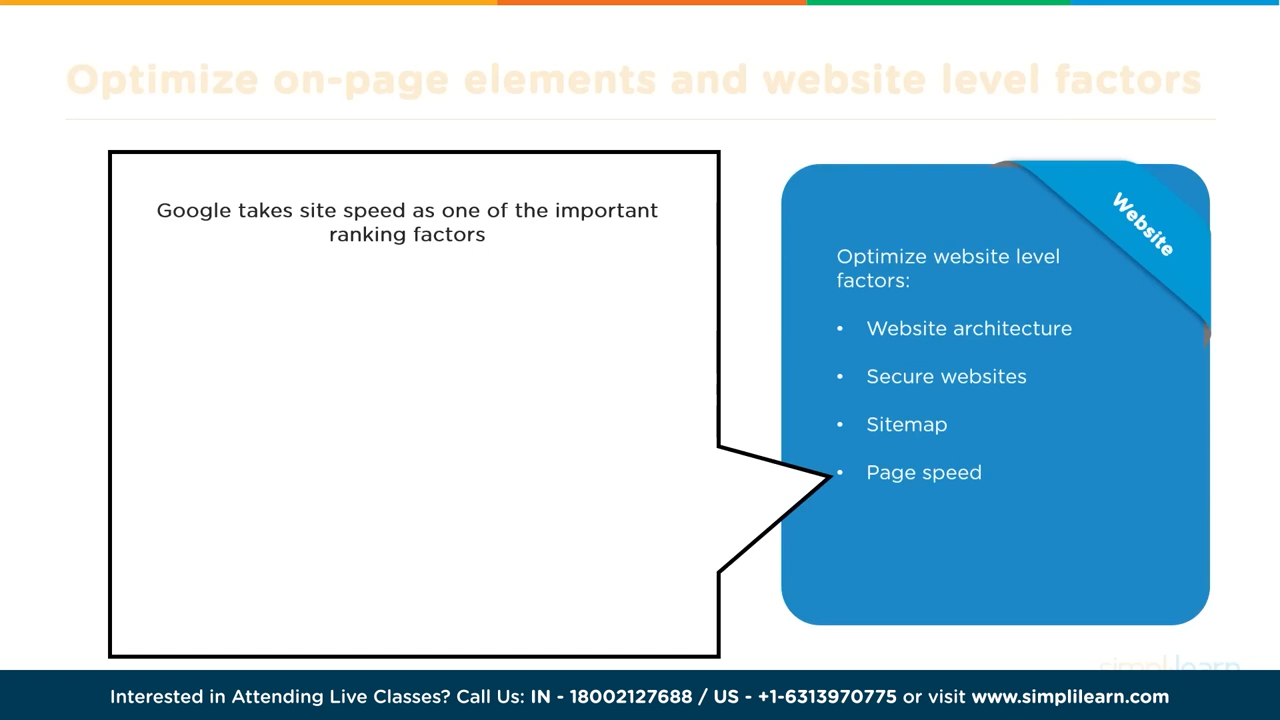 Optimize on-page elements and website level factors
Google takes site speed as one of the important
ranking factors
Website
Optimize website level
factors:
• Website architecture
• Secure websites
• Sitemap
• Page speed
simplilearn
Interested in Attending Live Classes? Call Us: IN - 18002127688 / US - +1-6313970775 or visit www.simplilearn.com